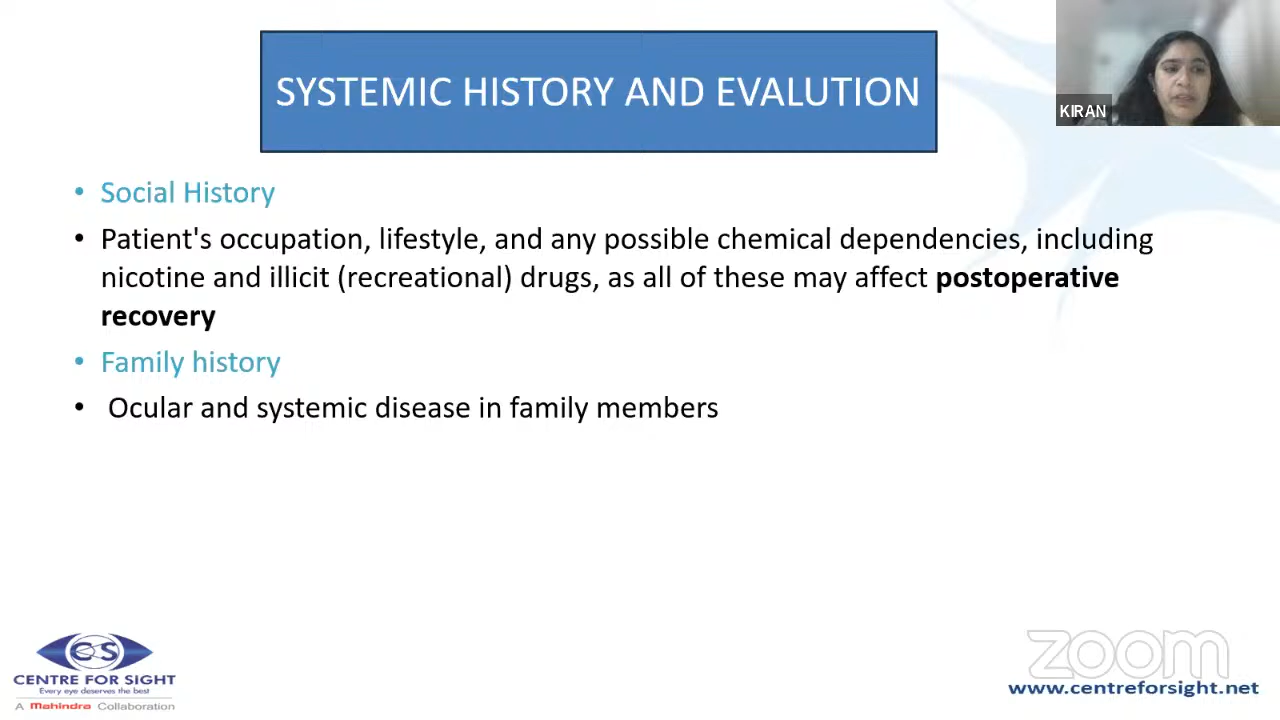 SYSTEMIC HISTORY AND EVALUTION
KIRAN
• Social History
• Patient's occupation, lifestyle, and any possible chemical dependencies, including
nicotine and illicit (recreational) drugs, as all of these may affect postoperative
recovery
• Family history
• Ocular and systemic disease in family members
CS
CENTRE FOR SIGHT
Every eye deserves the best
A Mahindra Collaboration
zoom
www.centreforsight.net